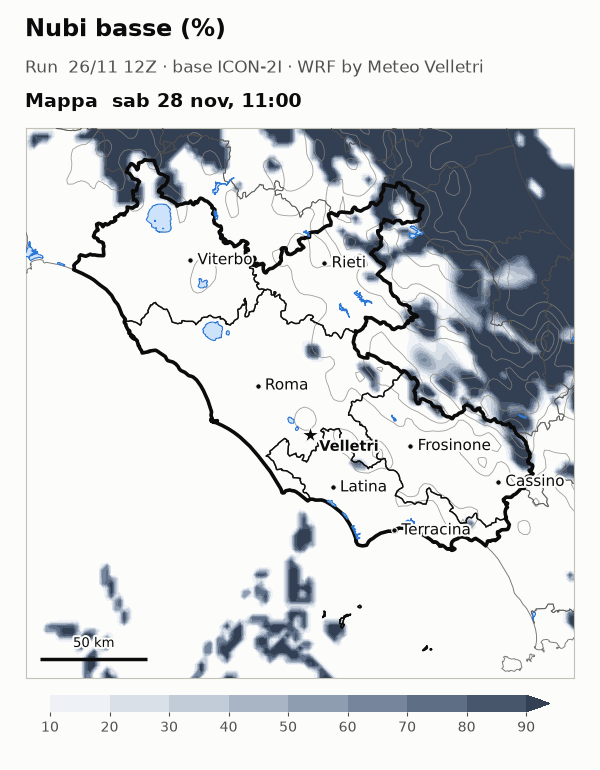 Nubi basse (%)
Run  26/11 12Z · base ICON-2I · WRF by Meteo Velletri
Mappa  sab 28 nov, 11:00
Viterbo
Rieti
Roma
Velletri
Frosinone
Cassino
Latina
Terracina
50 km
10 20 30 40 50 60 70 80 90